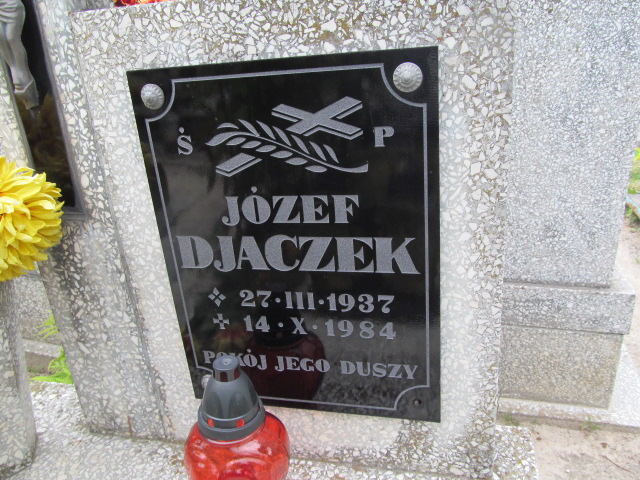 Ś P
JÓZEF
DJACZEK
27·III·1937
14·X·1984
POKÓJ JEGO DUSZY